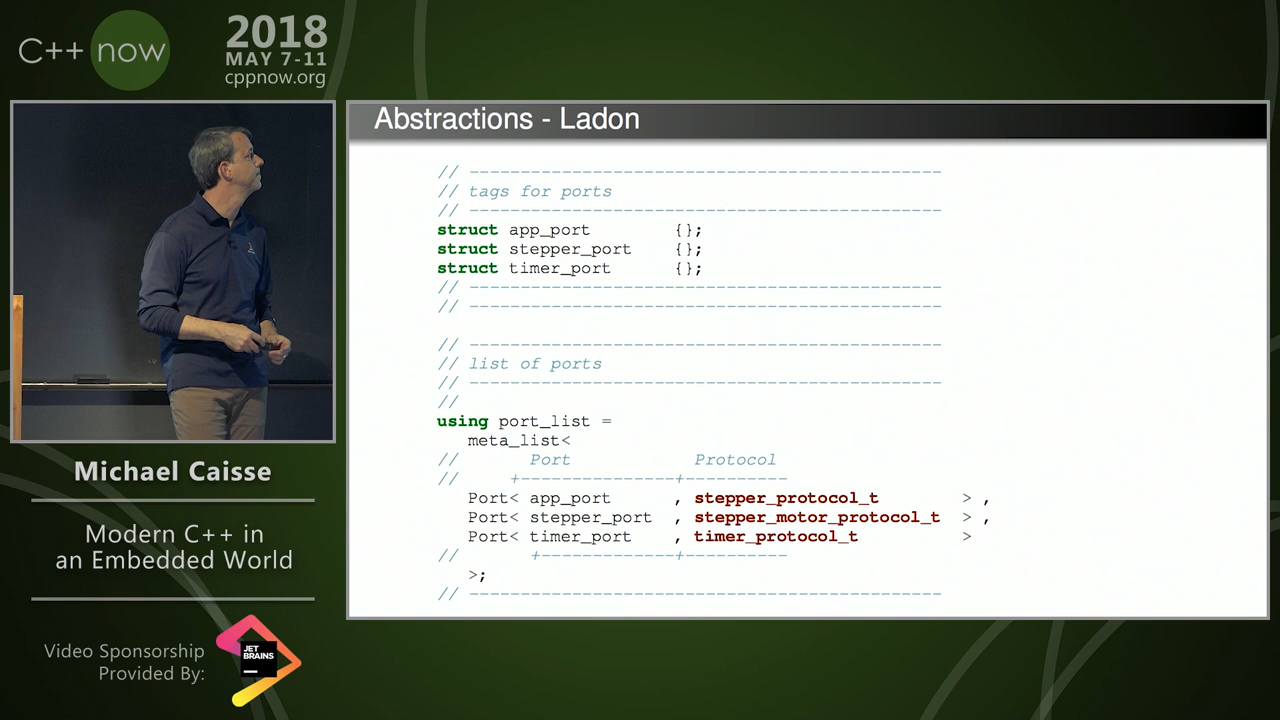 C++ now
2018
MAY 7-11
cppnow.org
Michael Caisse
Modern C++ in
an Embedded World
Video Sponsorship
Provided By:
JET
BRAINS
Abstractions - Ladon
// ----------------------------------------------
// tags for ports
// ----------------------------------------------
struct app_port {};
struct stepper_port {};
struct timer_port {};
// ----------------------------------------------
// ----------------------------------------------
// ----------------------------------------------
// list of ports
// ----------------------------------------------
//
using port_list =
meta_list<
// Port Protocol
// +---------------+----------
Port< app_port , stepper_protocol_t > ,
Port< stepper_port , stepper_motor_protocol_t > ,
Port< timer_port , timer_protocol_t >
// +-------------+----------
>;
// ----------------------------------------------